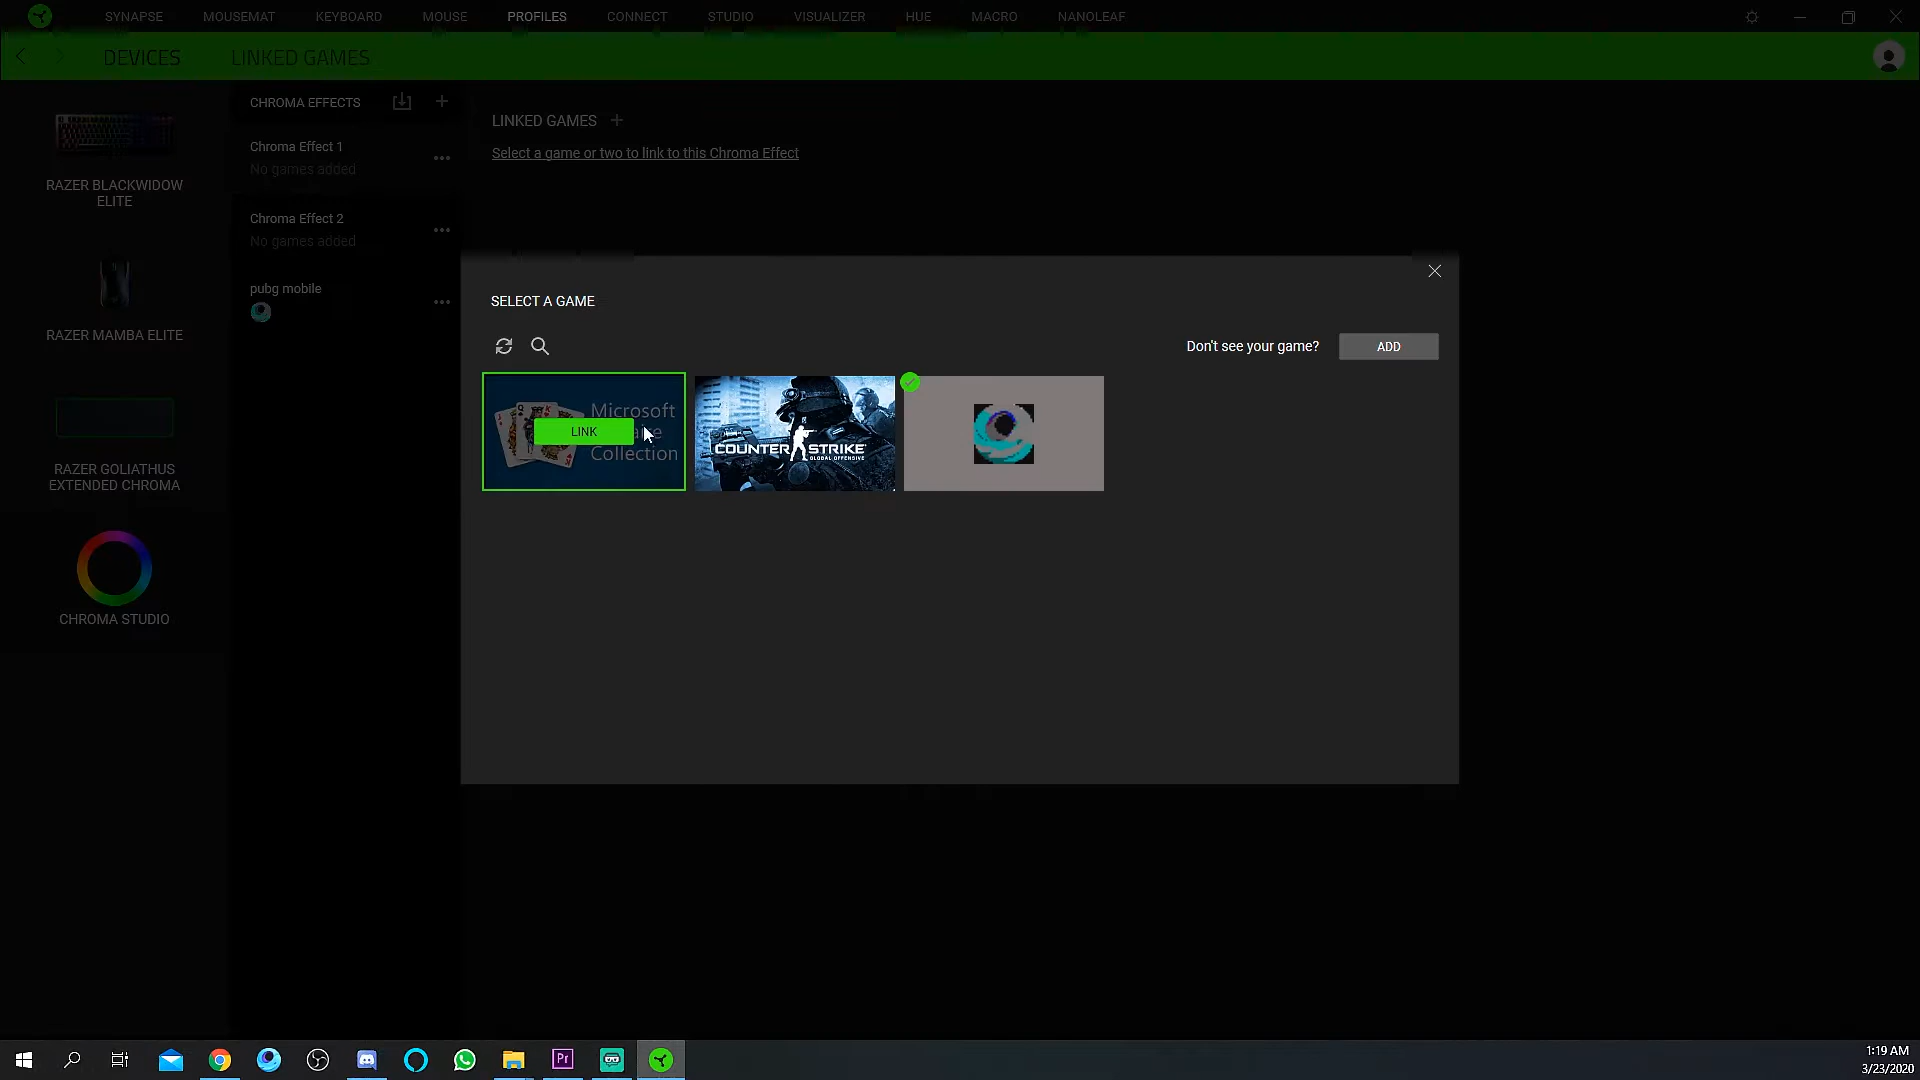 SYNAPSE MOUSEMAT KEYBOARD MOUSE PROFILES CONNECT STUDIO VISUALIZER HUE MACRO NANOLEAF
DEVICES LINKED GAMES
CHROMA EFFECTS
LINKED GAMES
Select a game or two to link to this Chroma Effect
Chroma Effect 1
No games added
Chroma Effect 2
No games added
pubg mobile
RAZER BLACKWIDOW
ELITE
RAZER MAMBA ELITE
RAZER GOLIATHUS
EXTENDED CHROMA
CHROMA STUDIO
SELECT A GAME
Don't see your game? ADD
Microsoft
Collection
LINK
COUNTER STRIKE
GLOBAL OFFENSIVE
Pr
1:19 AM
3/23/2020